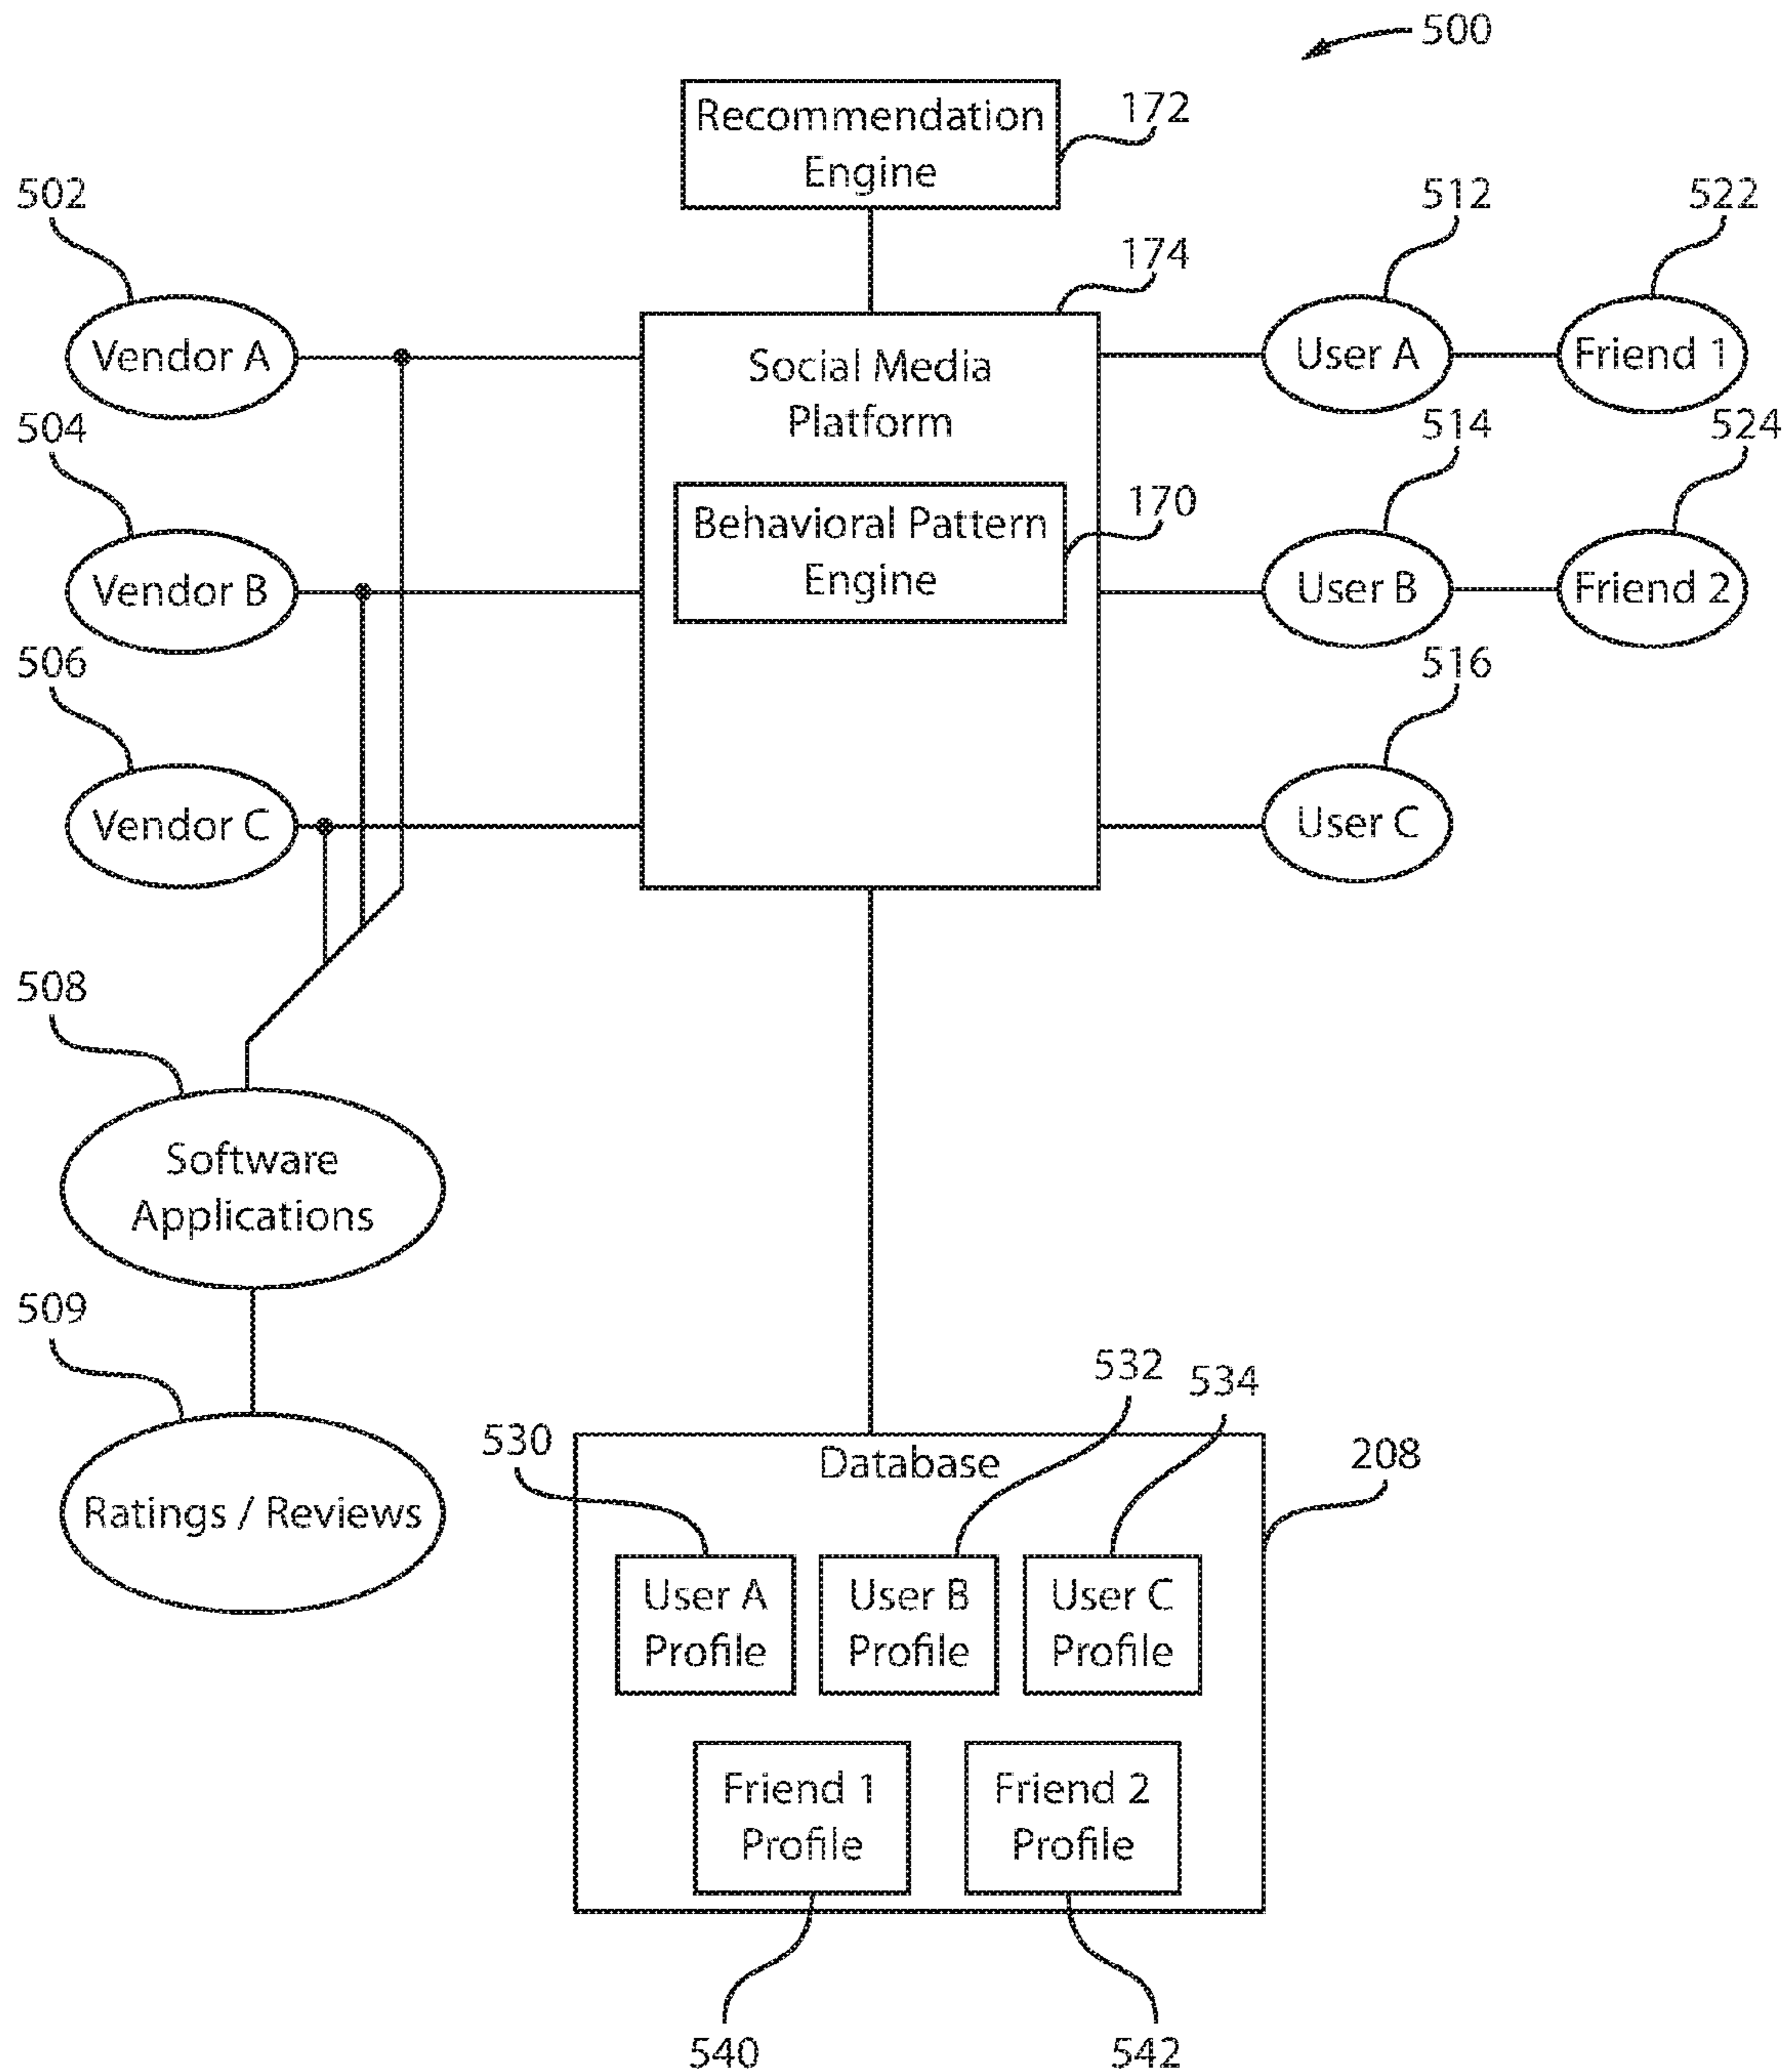 500
Recommendation
Engine
172
502
512
522
174
Vendor A
Social Media
Platform
User A
Friend 1
504
514
524
Behavioral Pattern
Engine
170
Vendor B
User B
Friend 2
506
516
Vendor C
User C
508
Software
Applications
509
Ratings / Reviews
532
534
530
Database
208
User A
Profile
User B
Profile
User C
Profile
Friend 1
Profile
Friend 2
Profile
540
542